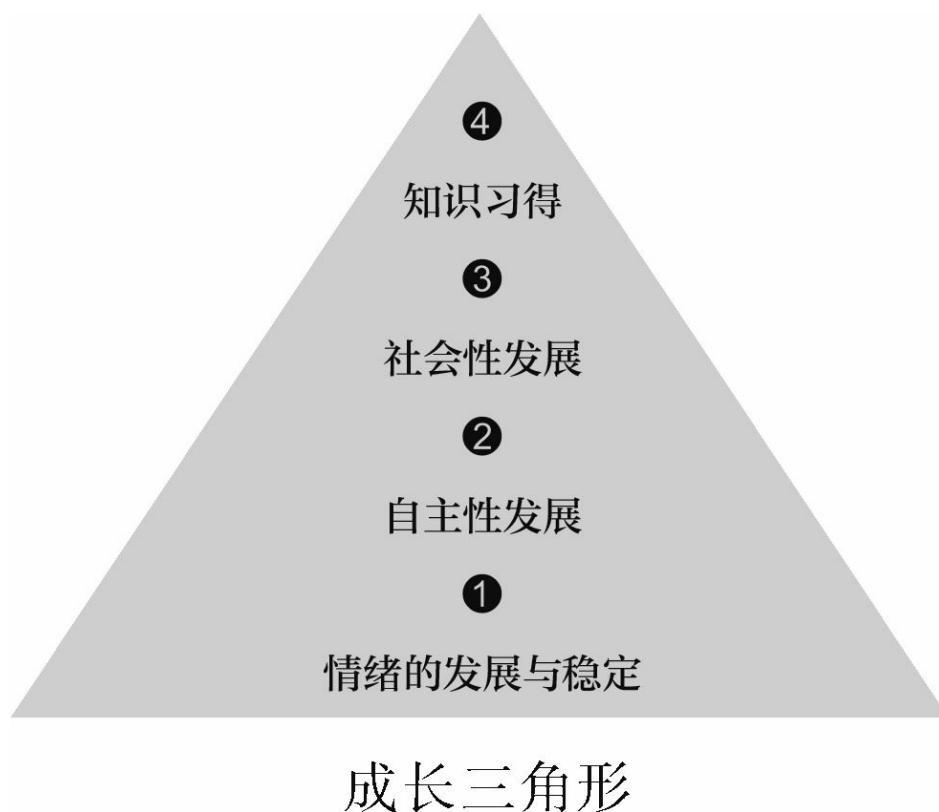 ❹
知识习得
❸
社会性发展
❷
自主性发展
❶
情绪的发展与稳定
成长三角形